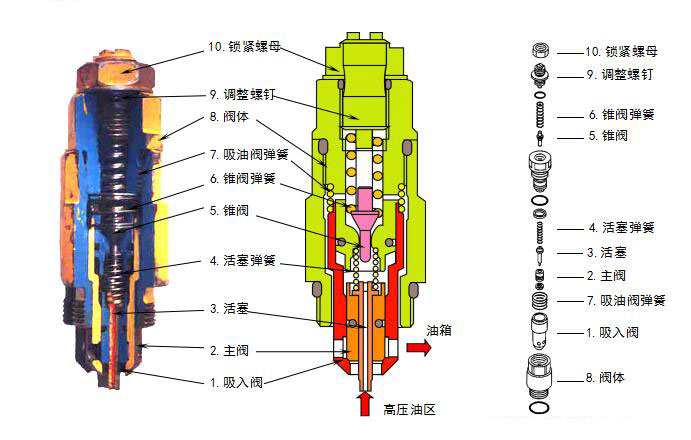 10. 锁紧螺母
9. 调整螺钉
8. 阀体
7. 吸油阀弹簧
6. 锥阀弹簧
5. 锥阀
4. 活塞弹簧
3. 活塞
2. 主阀
1. 吸入阀
油箱
高压油区
10. 锁紧螺母
9. 调整螺钉
6. 锥阀弹簧
5. 锥阀
4. 活塞弹簧
3. 活塞
2. 主阀
7. 吸油阀弹簧
1. 吸入阀
8. 阀体